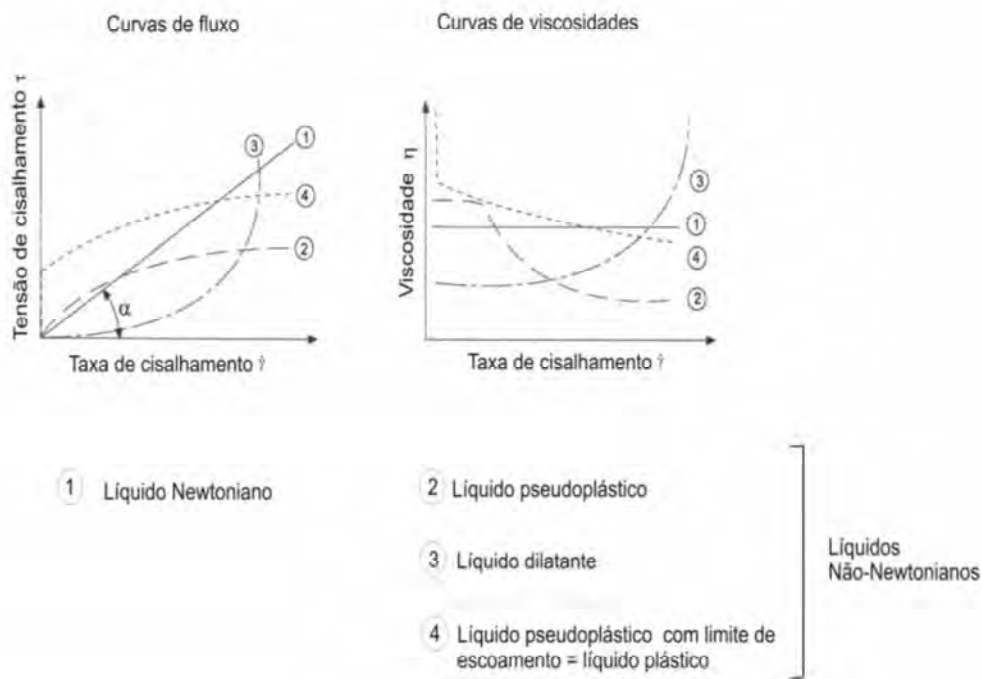 Curvas de fluxo
Curvas de viscosidades
Tensão de cisalhamento τ
③
①
④
②
α
Taxa de cisalhamento γ̇
Viscosidade η
③
①
④
②
Taxa de cisalhamento γ̇
① Líquido Newtoniano
② Líquido pseudoplástico
③ Líquido dilatante
④ Líquido pseudoplástico com limite de
escoamento = líquido plástico
Líquidos
Não-Newtonianos